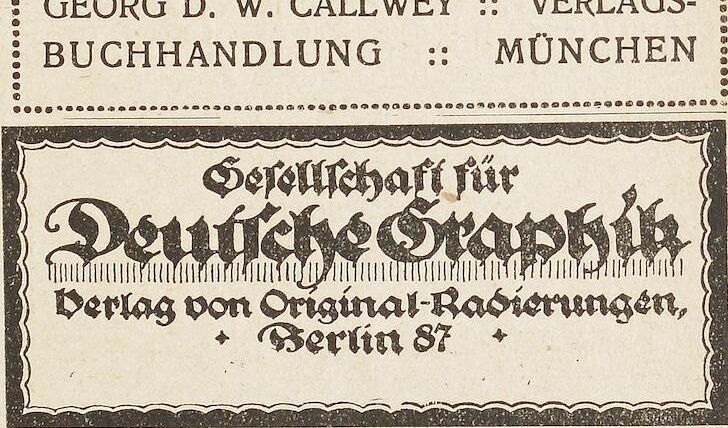 GEORG D. W. CALLWEY :: VERLAGS-
BUCHHANDLUNG :: MÜNCHEN
Gesellschaft für
Deutsche Graphik
Verlag von Original-Radierungen,
Berlin 87